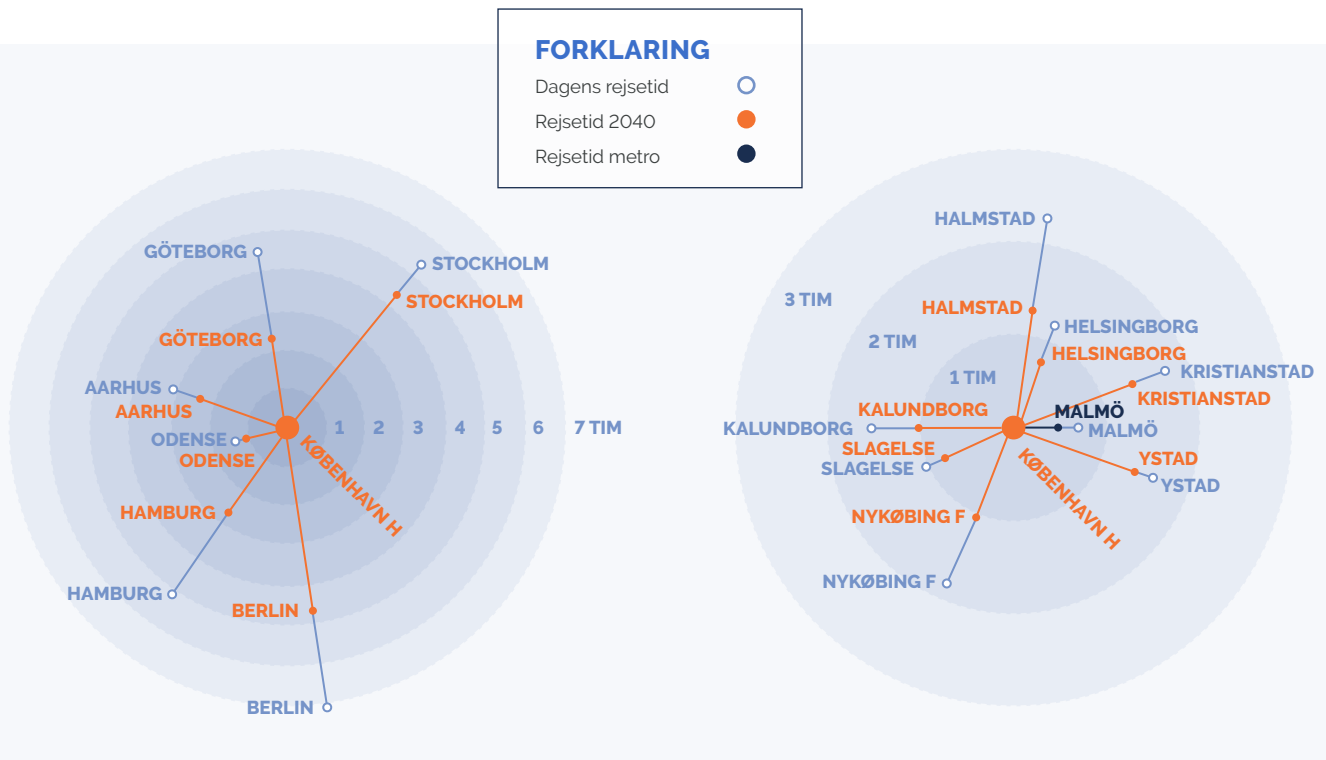 FORKLARING
Dagens rejsetid
Rejsetid 2040
Rejsetid metro
GÖTEBORG
STOCKHOLM
STOCKHOLM
GÖTEBORG
AARHUS
AARHUS
ODENSE
ODENSE
1 2 3 4 5 6 7 TIM
KØBENHAVN H
HAMBURG
HAMBURG
BERLIN
BERLIN
HALMSTAD
3 TIM
HALMSTAD
HELSINGBORG
2 TIM
HELSINGBORG
1 TIM
KRISTIANSTAD
KRISTIANSTAD
KALUNDBORG
MALMÖ
KALUNDBORG
MALMÖ
SLAGELSE
SLAGELSE
YSTAD
YSTAD
KØBENHAVN H
NYKØBING F
NYKØBING F